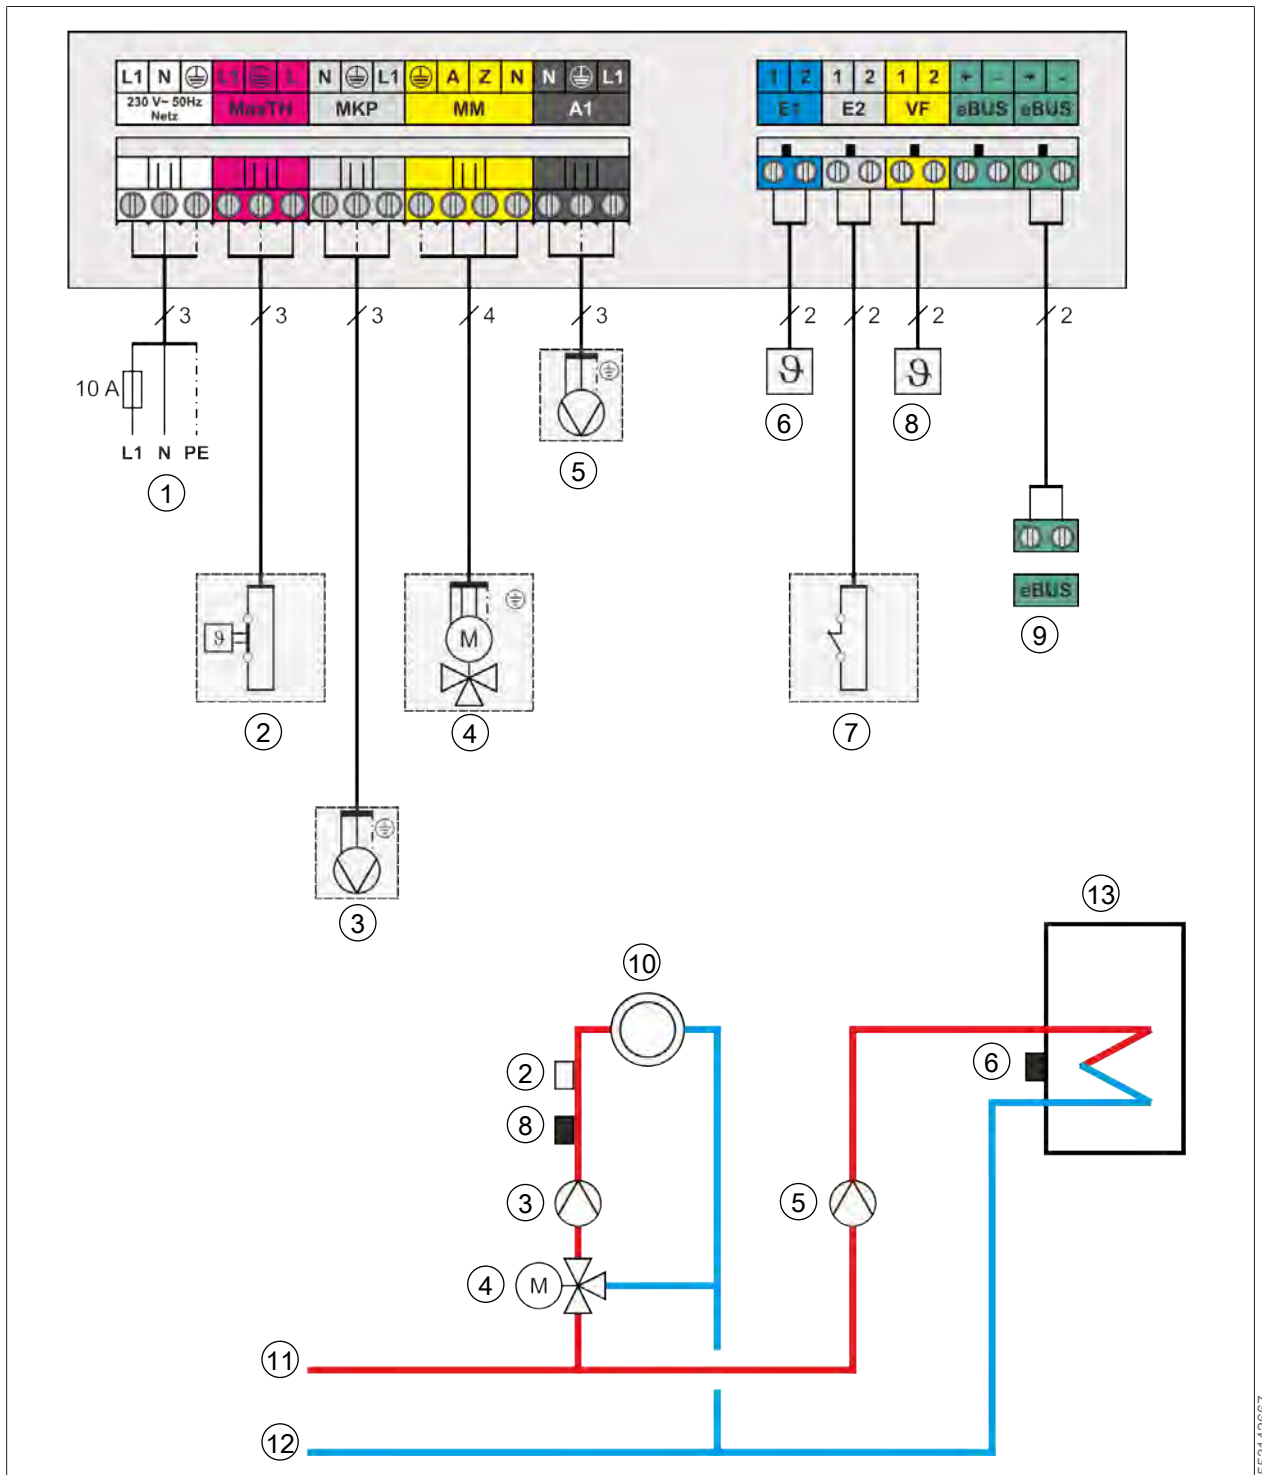 L1 N L1 L N L1 A Z N N L1 1 2 1 2 1 2 + - + -
230 V~ 50Hz Netz MaxTH MKP MM A1 E1 E2 VF eBUS eBUS
3 3 3 4 3 2 2 2 2
10 A
ϑ ϑ
6 8
5
L1 N PE
1
eBUS
9
M
ϑ
2 4 7
3
13
10
2 6
8
3 5
4 M
11
12